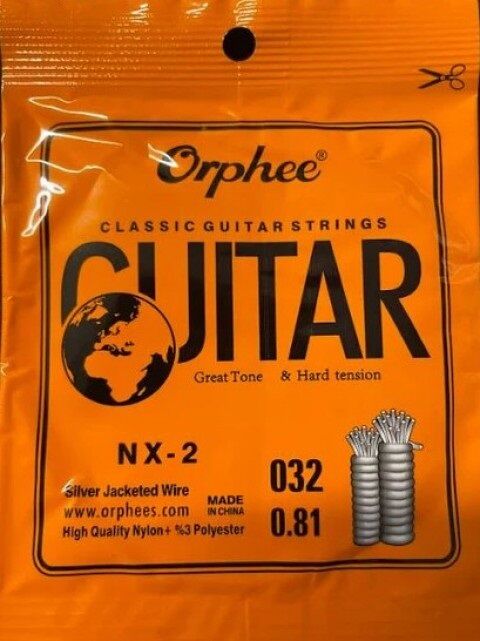 Orphee®
CLASSIC GUITAR STRINGS
GUITAR
Great Tone & Hard tension
NX-2
032
0.81
Silver Jacketed Wire
www.orphees.com
High Quality Nylon+ %3 Polyester
MADE
IN CHINA